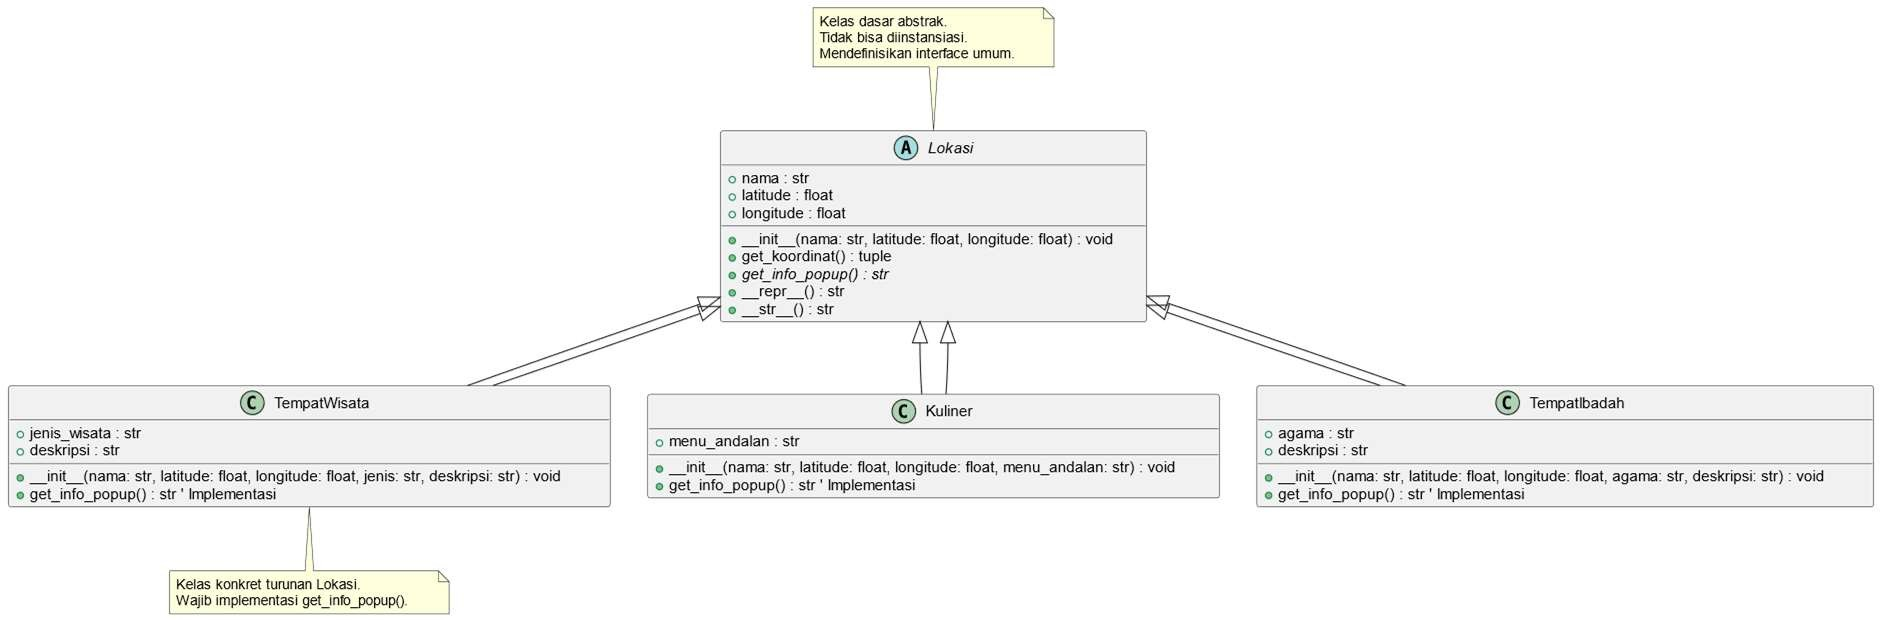 Kelas dasar abstrak.
Tidak bisa diinstansiasi.
Mendefinisikan interface umum.
A Lokasi
nama : str
latitude : float
longitude : float
__init__(nama: str, latitude: float, longitude: float) : void
get_koordinat() : tuple
get_info_popup() : str
__repr__() : str
__str__() : str
C TempatWisata
jenis_wisata : str
deskripsi : str
__init__(nama: str, latitude: float, longitude: float, jenis: str, deskripsi: str) : void
get_info_popup() : str ' Implementasi
C Kuliner
menu_andalan : str
__init__(nama: str, latitude: float, longitude: float, menu_andalan: str) : void
get_info_popup() : str ' Implementasi
C TempatIbadah
agama : str
deskripsi : str
__init__(nama: str, latitude: float, longitude: float, agama: str, deskripsi: str) : void
get_info_popup() : str ' Implementasi
Kelas konkret turunan Lokasi.
Wajib implementasi get_info_popup().